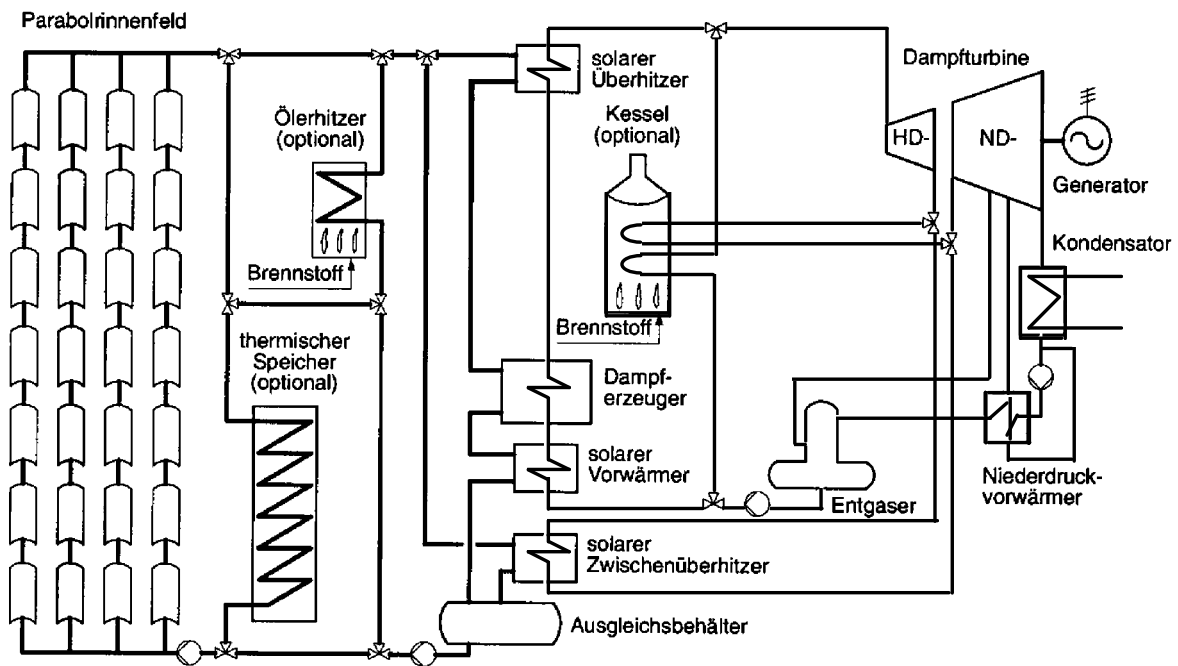 Parabolrinnenfeld
solarer
Überhitzer
Dampfturbine
Ölerhitzer
(optional)
Kessel
(optional)
HD-
ND-
Generator
Brennstoff
Kondensator
Brennstoff
thermischer
Speicher
(optional)
Dampf-
erzeuger
solarer
Vorwärmer
Niederdruck-
vorwärmer
Entgaser
solarer
Zwischenüberhitzer
Ausgleichsbehälter